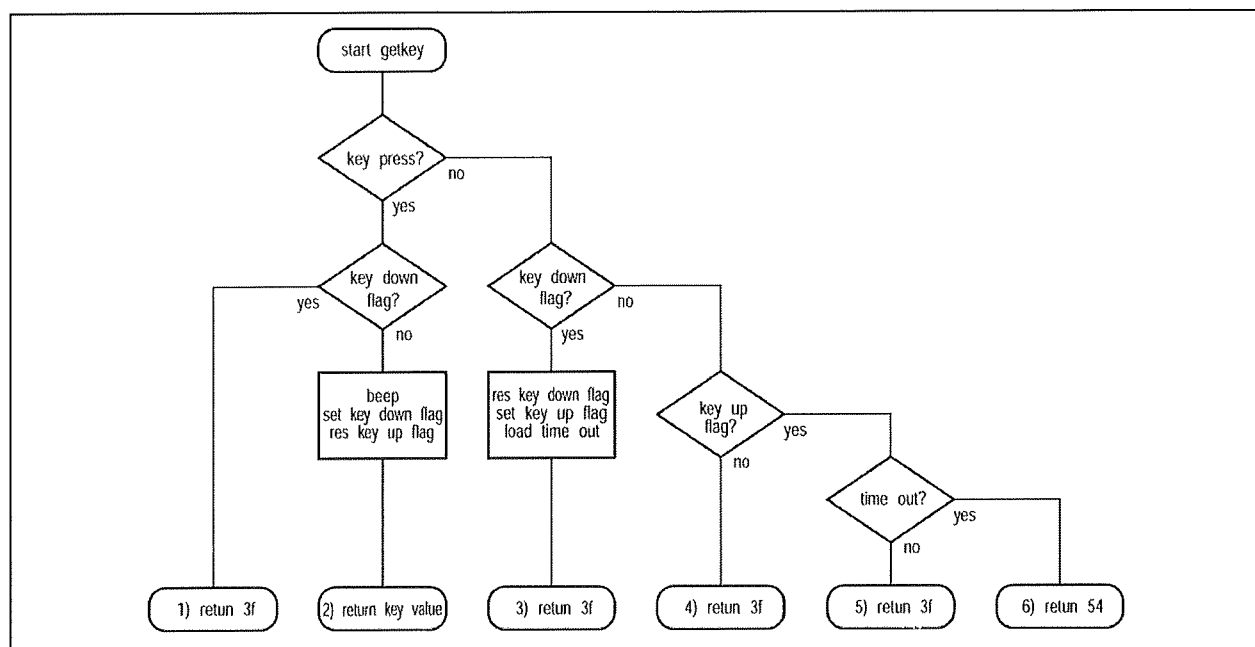 start getkey
key press?
no
yes
key down
flag?
yes
no
key down
flag?
no
yes
beep
set key down flag
res key up flag
res key down flag
set key up flag
load time out
key up
flag?
yes
no
time out?
yes
no
1) retun 3f
2) return key value
3) retun 3f
4) retun 3f
5) retun 3f
6) retun 54